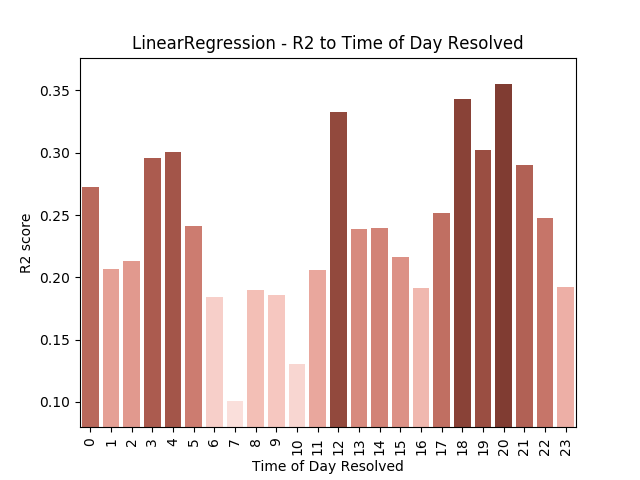 LinearRegression - R2 to Time of Day Resolved
0.35
0.30
0.25
0.20
0.15
0.10
R2 score
0 1 2 3 4 5 6 7 8 9 10 11 12 13 14 15 16 17 18 19 20 21 22 23
Time of Day Resolved